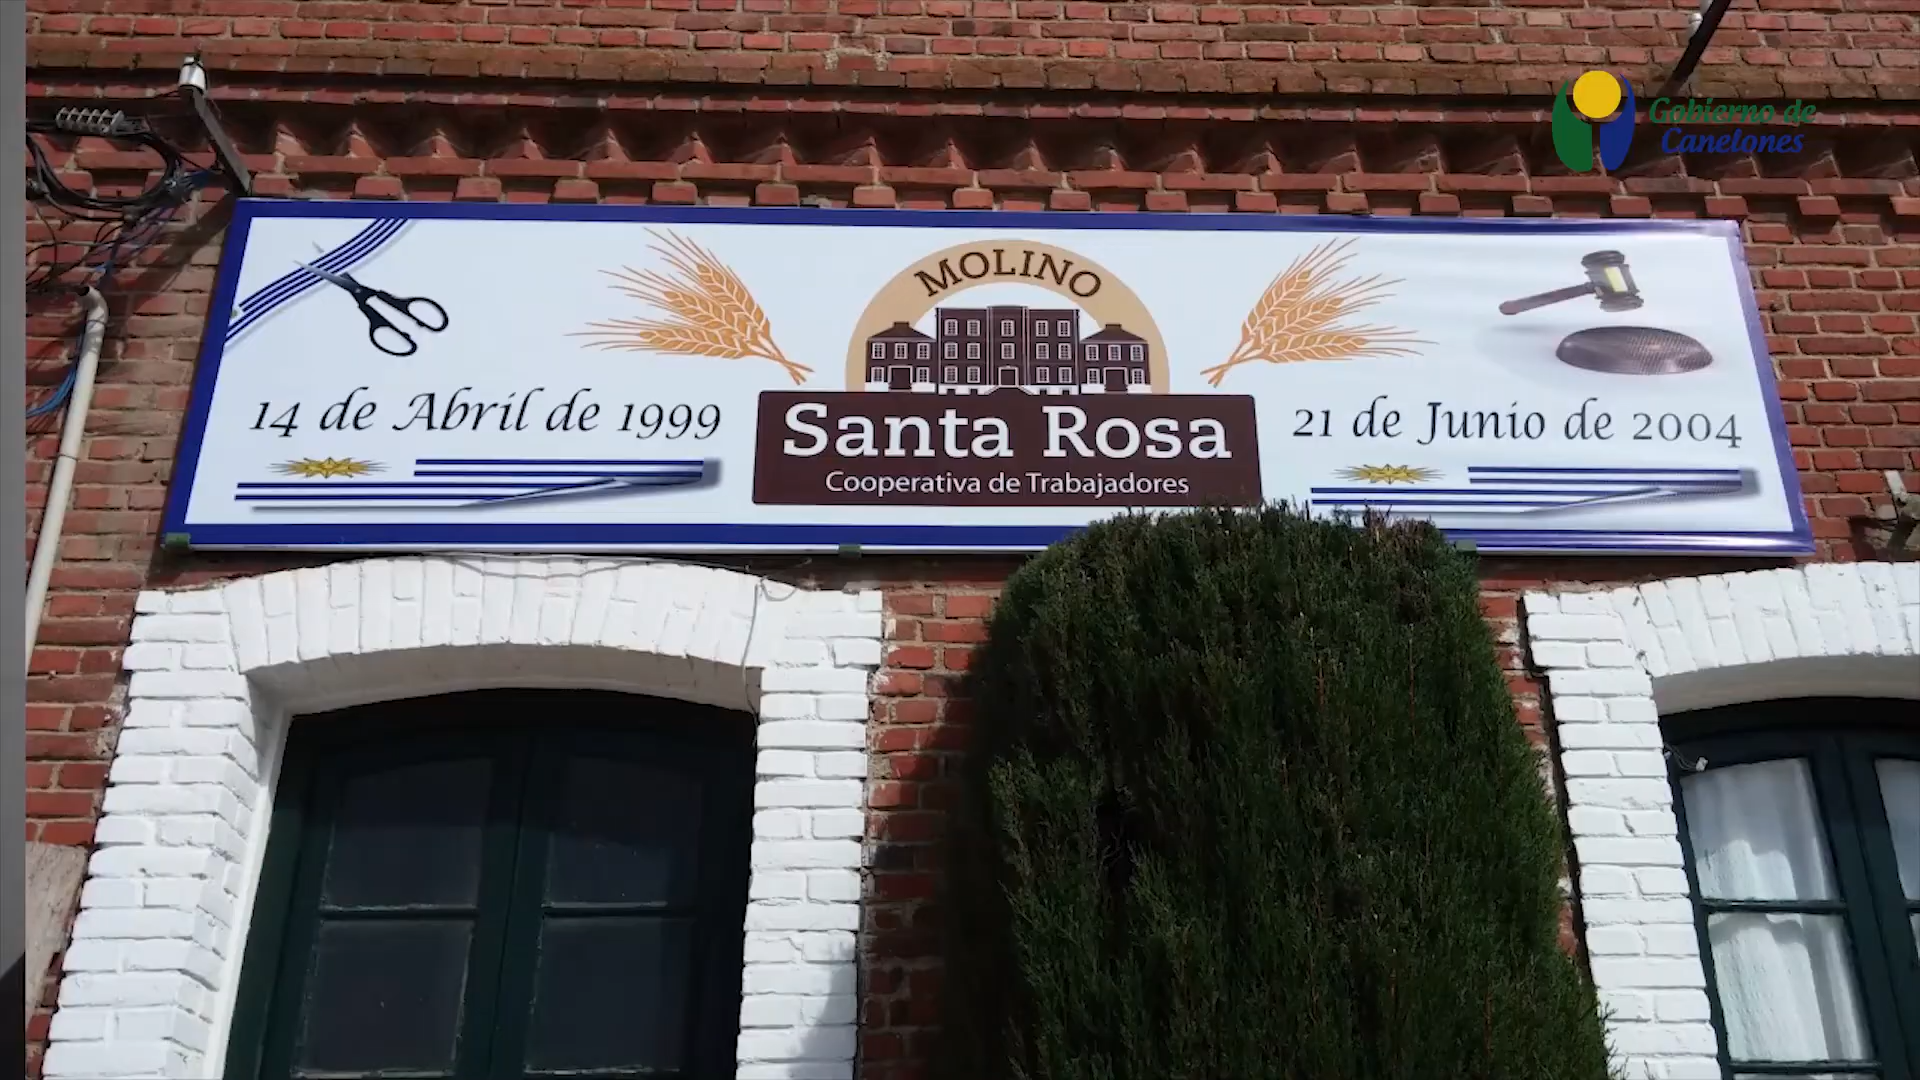 Gobierno de
Canelones
MOLINO
Santa Rosa
Cooperativa de Trabajadores
14 de Abril de 1999
21 de Junio de 2004